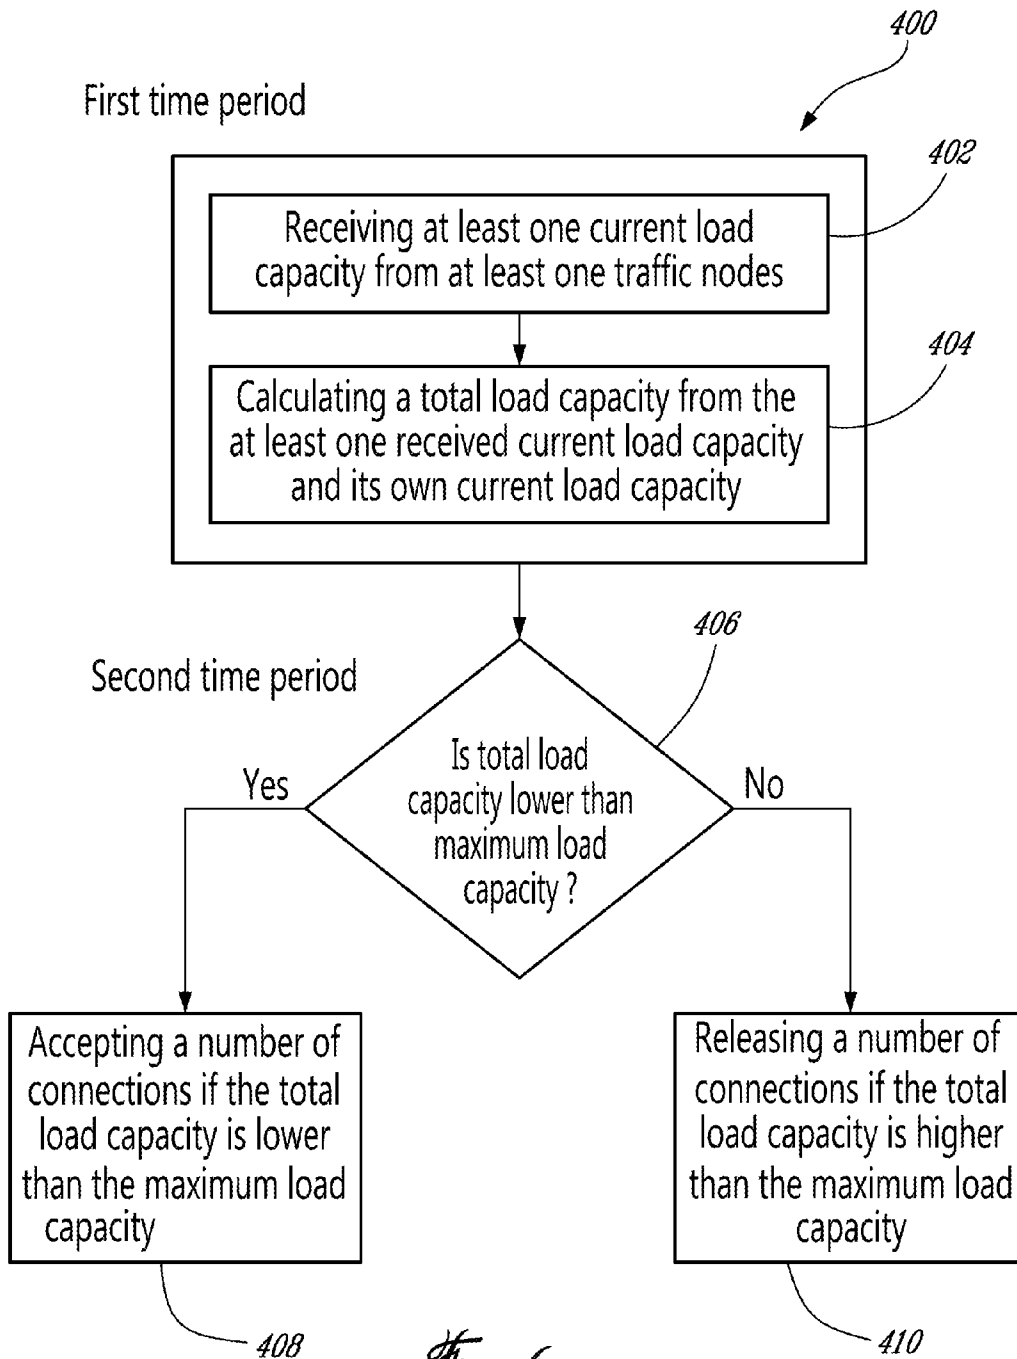 400
First time period
402
Receiving at least one current load
capacity from at least one traffic nodes
404
Calculating a total load capacity from the
at least one received current load capacity
and its own current load capacity
406
Second time period
Is total load
capacity lower than
maximum load
capacity ?
Yes
No
Accepting a number of
connections if the total
load capacity is lower
than the maximum load
capacity
Releasing a number of
connections if the total
load capacity is higher
than the maximum load
capacity
408
410